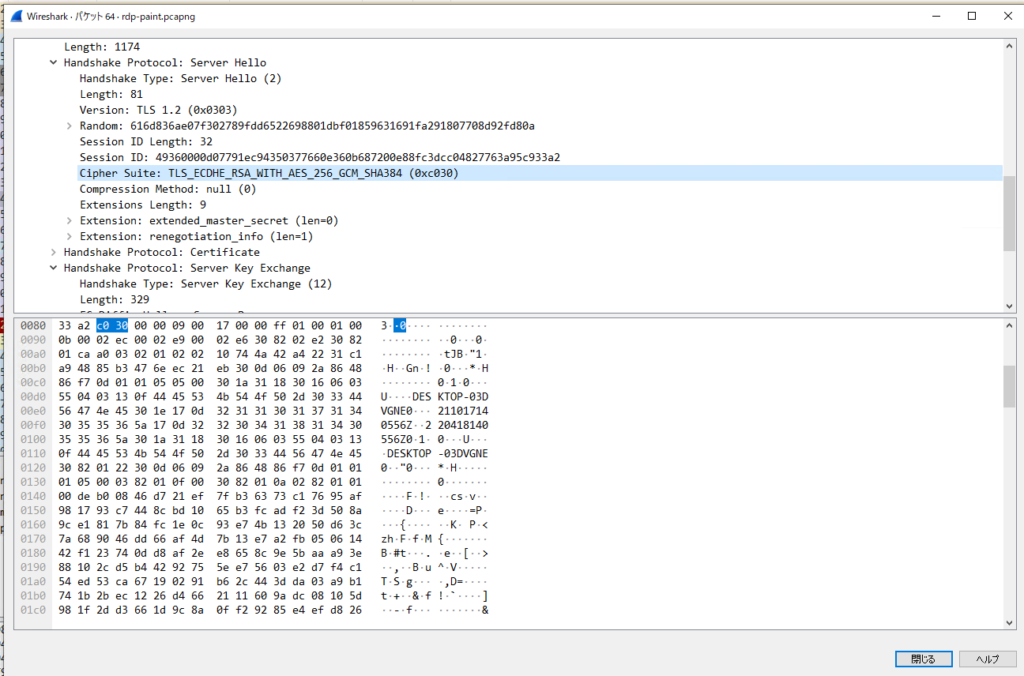 Wireshark · パケット 64 · rdp-paint.pcapng
Length: 1174
Handshake Protocol: Server Hello
Handshake Type: Server Hello (2)
Length: 81
Version: TLS 1.2 (0x0303)
Random: 616d836ae07f302789fdd6522698801dbf01859631691fa291807708d92fd80a
Session ID Length: 32
Session ID: 49360000d07791ec94350377660e360b687200e88fc3dcc04827763a95c933a2
Cipher Suite: TLS_ECDHE_RSA_WITH_AES_256_GCM_SHA384 (0xc030)
Compression Method: null (0)
Extensions Length: 9
Extension: extended_master_secret (len=0)
Extension: renegotiation_info (len=1)
Handshake Protocol: Certificate
Handshake Protocol: Server Key Exchange
Handshake Type: Server Key Exchange (12)
Length: 329
0080 33 a2 c0 30 00 00 09 00 17 00 00 ff 01 00 01 00 3··0···· ········
0090 0b 00 02 ec 00 02 e9 00 02 e6 30 82 02 e2 30 82 ········ ··0···0·
00a0 01 ca a0 03 02 01 02 02 10 74 4a 42 a4 22 31 c1 ········ ·tJB·"1·
00b0 a9 48 85 b3 47 6e ec 21 eb 30 0d 06 09 2a 86 48 ·H··Gn·! ·0···*·H
00c0 86 f7 0d 01 01 05 05 00 30 1a 31 18 30 16 06 03 ········ 0·1·0···
00d0 55 04 03 13 0f 44 45 53 4b 54 4f 50 2d 30 33 44 U····DES KTOP-03D
00e0 56 47 4e 45 30 1e 17 0d 32 31 31 30 31 37 31 34 VGNE0··· 21101714
00f0 30 35 35 36 5a 17 0d 32 32 30 34 31 38 31 34 30 0556Z··2 20418140
0100 35 35 36 5a 30 1a 31 18 30 16 06 03 55 04 03 13 556Z0·1· 0···U···
0110 0f 44 45 53 4b 54 4f 50 2d 30 33 44 56 47 4e 45 ·DESKTOP -03DVGNE
0120 30 82 01 22 30 0d 06 09 2a 86 48 86 f7 0d 01 01 0··"0··· *·H·····
0130 01 05 00 03 82 01 0f 00 30 82 01 0a 02 82 01 01 ········ 0·······
0140 00 de b0 08 46 d7 21 ef 7f b3 63 73 c1 76 95 af ····F·!· ··cs·v··
0150 98 17 93 c7 44 8c bd 10 65 b3 fc ad f2 3d 50 8a ····D··· e····=P·
0160 9c e1 81 7b 84 fc 1e 0c 93 e7 4b 13 20 50 d6 3c ···{···· ··K· P·<
0170 7a 68 90 46 dd 66 af 4d 7b 13 e7 a2 fb 05 06 14 zh·F·f·M {·······
0180 42 f1 23 74 0d d8 af 2e e8 65 8c 9e 5b aa a9 3e B·#t···. ·e··[··>
0190 88 10 2c d5 b4 42 92 75 5e e7 56 03 e2 d7 f4 c1 ··,··B·u ^·V·····
01a0 54 ed 53 ca 67 19 02 91 b6 2c 44 3d da 03 a9 b1 T·S·g··· ·,D=····
01b0 74 1b 2b ec 12 26 d4 66 21 11 60 9a dc 08 10 5d t·+··&·f !·`····]
01c0 98 1f 2d d3 66 1d 9c 8a 0f f2 92 85 e4 ef d8 26 ··-·f··· ·······&
閉じる
ヘルプ